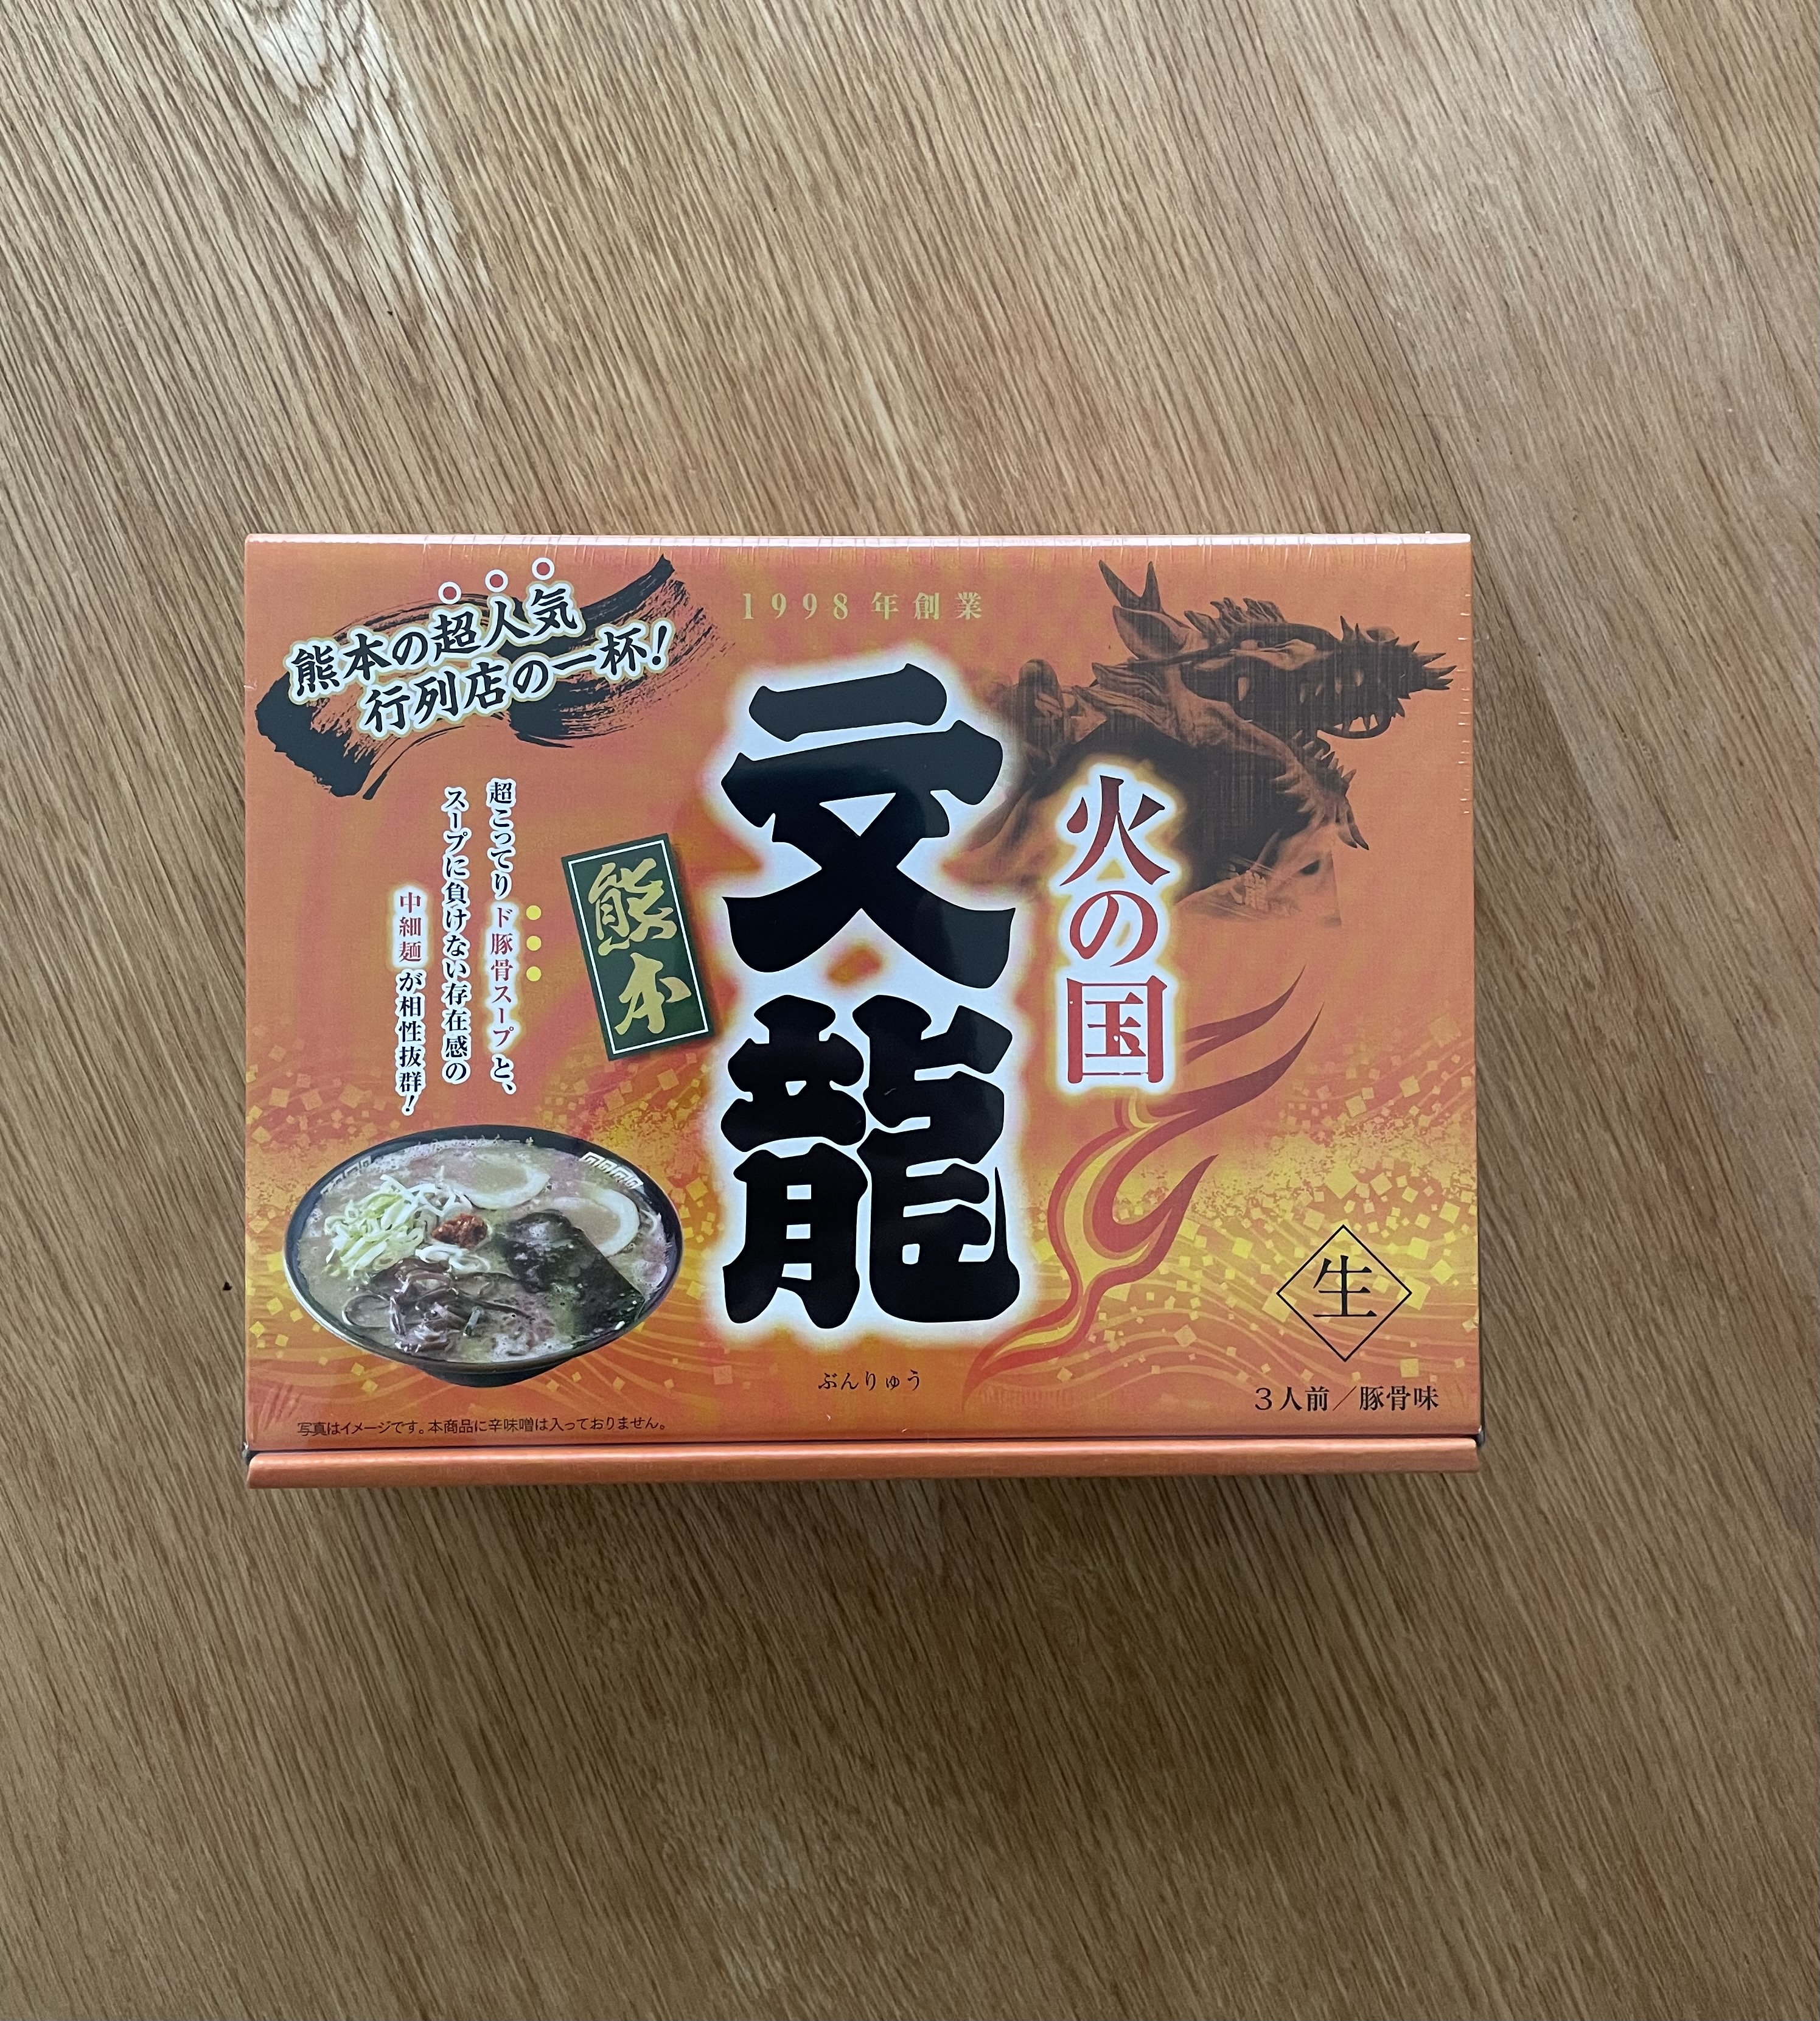 熊本の超人気
行列店の一杯!
1998年創業
火の国
文龍
ぶんりゅう
熊本
超こってりド豚骨スープと、
スープに負けない存在感の
中細麺が相性抜群!
生
3人前/豚骨味
写真はイメージです。本商品に辛味噌は入っておりません。